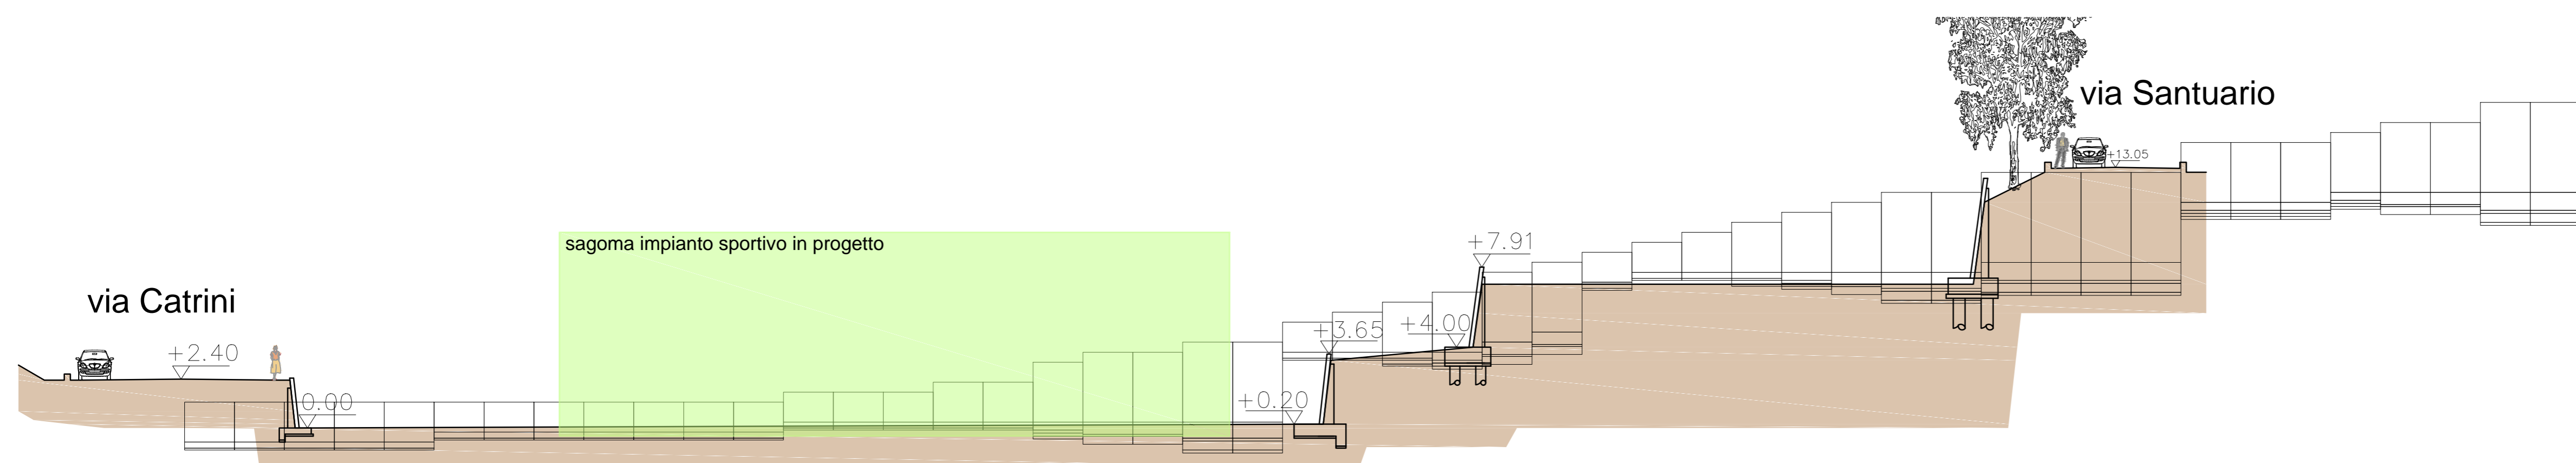 via Santuario
+13.05
sagoma impianto sportivo in progetto
+7.91
via Catrini
+3.65
+4.00
+2.40
0.00
+0.20